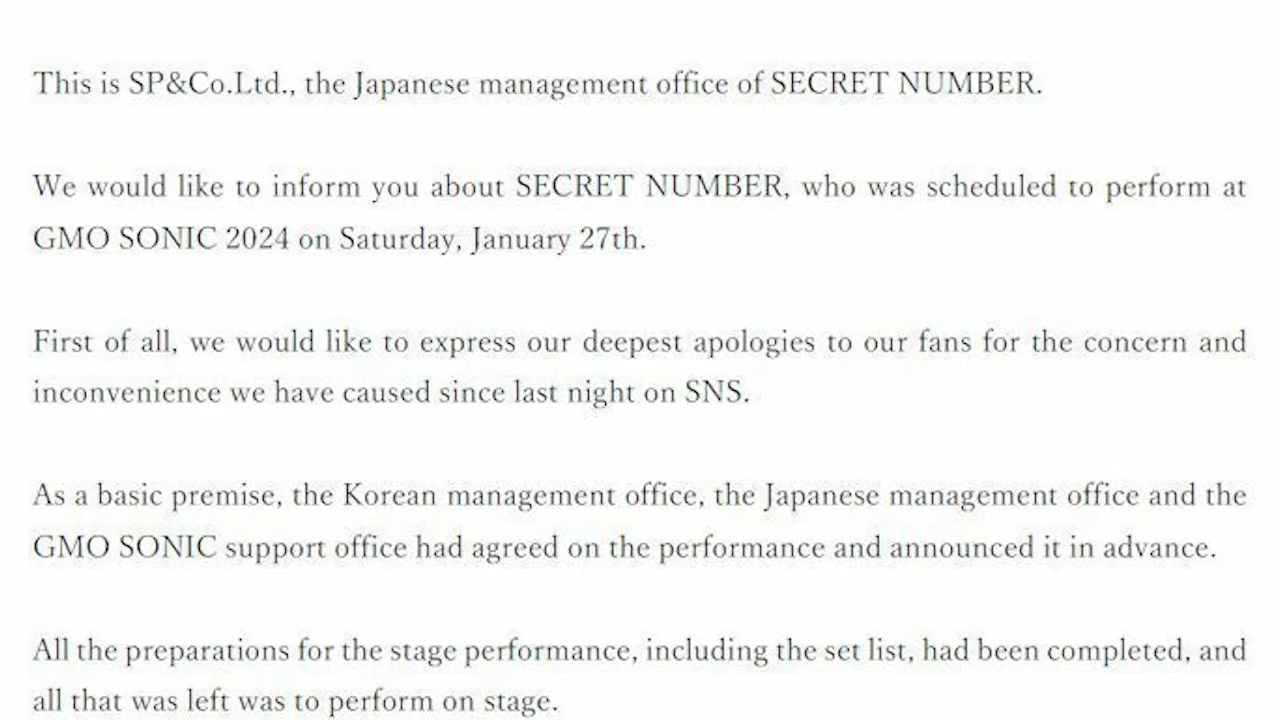 This is SP&Co.Ltd., the Japanese management office of SECRET NUMBER.
We would like to inform you about SECRET NUMBER, who was scheduled to perform at
GMO SONIC 2024 on Saturday, January 27th.
First of all, we would like to express our deepest apologies to our fans for the concern and
inconvenience we have caused since last night on SNS.
As a basic premise, the Korean management office, the Japanese management office and the
GMO SONIC support office had agreed on the performance and announced it in advance.
All the preparations for the stage performance, including the set list, had been completed, and
all that was left was to perform on stage.